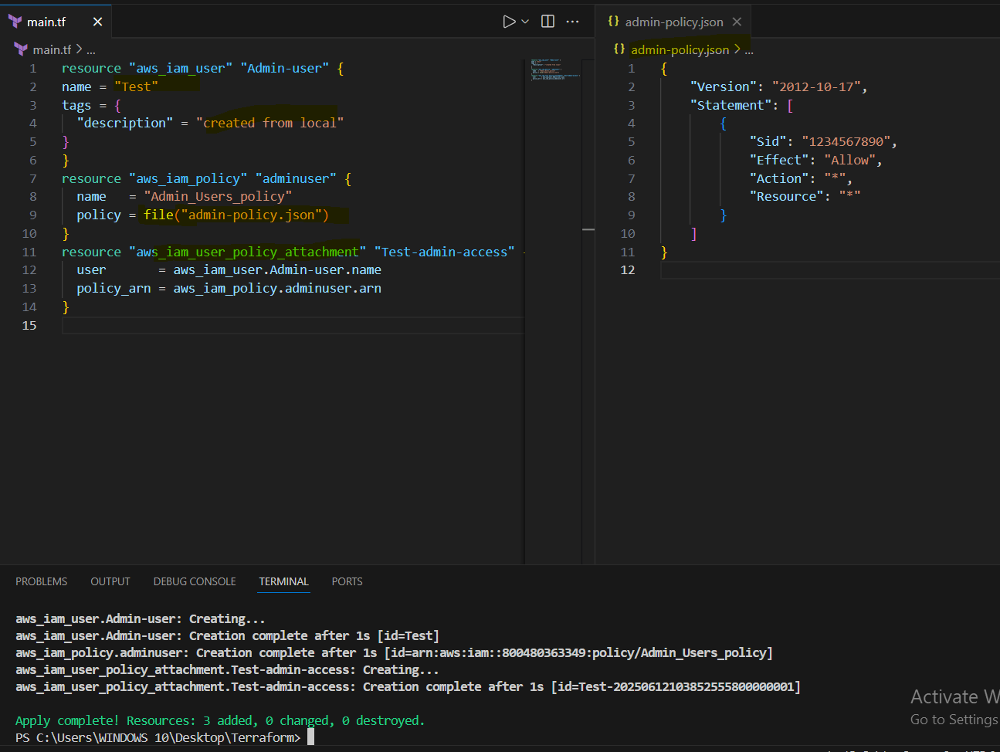 main.tf
main.tf > ...
1 resource "aws_iam_user" "Admin-user" {
2 name = "Test"
3 tags = {
4 "description" = "created from local"
5 }
6 }
7 resource "aws_iam_policy" "adminuser" {
8 name = "Admin_Users_policy"
9 policy = file("admin-policy.json")
10 }
11 resource "aws_iam_user_policy_attachment" "Test-admin-access"
12 user = aws_iam_user.Admin-user.name
13 policy_arn = aws_iam_policy.adminuser.arn
14 }
15
{} admin-policy.json
{} admin-policy.json > ...
1 {
2 "Version": "2012-10-17",
3 "Statement": [
4 {
5 "Sid": "1234567890",
6 "Effect": "Allow",
7 "Action": "*",
8 "Resource": "*"
9 }
10 ]
11 }
12
PROBLEMS OUTPUT DEBUG CONSOLE TERMINAL PORTS
aws_iam_user.Admin-user: Creating...
aws_iam_user.Admin-user: Creation complete after 1s [id=Test]
aws_iam_policy.adminuser: Creation complete after 1s [id=arn:aws:iam::800480363349:policy/Admin_Users_policy]
aws_iam_user_policy_attachment.Test-admin-access: Creating...
aws_iam_user_policy_attachment.Test-admin-access: Creation complete after 1s [id=Test-20250612103852555800000001]
Apply complete! Resources: 3 added, 0 changed, 0 destroyed.
PS C:\Users\WINDOWS 10\Desktop\Terraform>
Activate W
Go to Settings